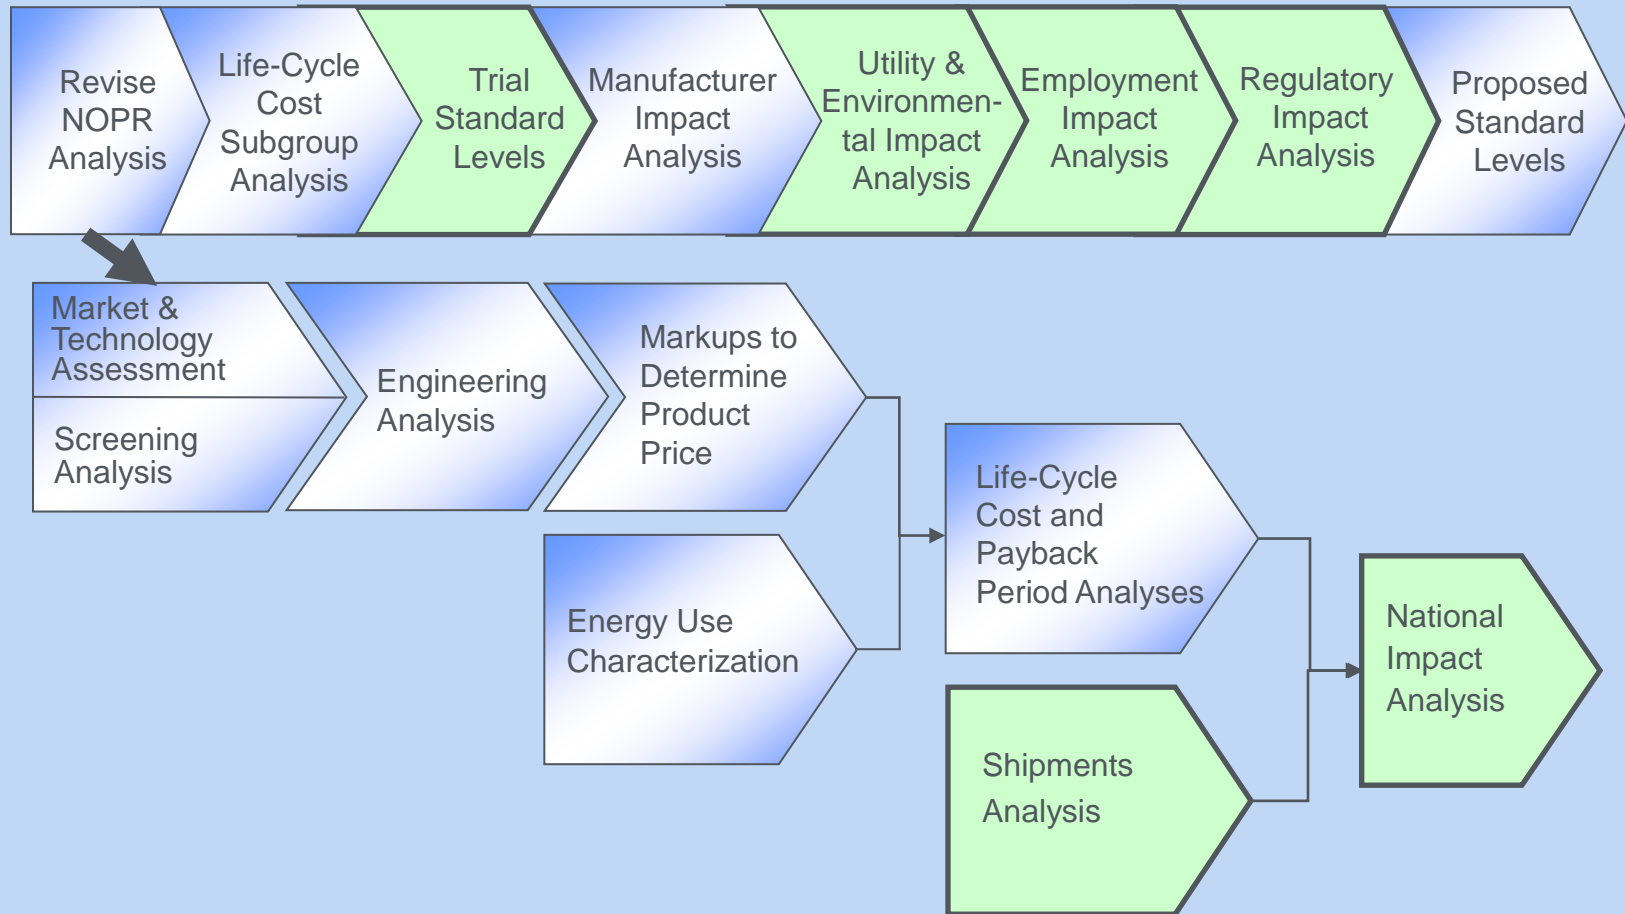 Revise
NOPR
Analysis
Life-Cycle
Cost
Subgroup
Analysis
Trial
Standard
Levels
Manufacturer
Impact
Analysis
Utility &
Environmen-
tal Impact
Analysis
Employment
Impact
Analysis
Regulatory
Impact
Analysis
Proposed
Standard
Levels
Market &
Technology
Assessment
Screening
Analysis
Engineering
Analysis
Markups to
Determine
Product
Price
Energy Use
Characterization
Life-Cycle
Cost and
Payback
Period Analyses
Shipments
Analysis
National
Impact
Analysis